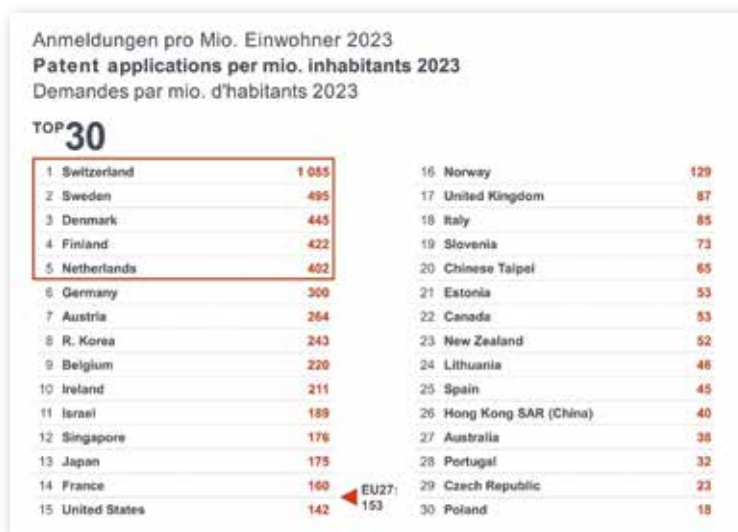 Anmeldungen pro Mio. Einwohner 2023
Patent applications per mio. inhabitants 2023
Demandes par mio. d'habitants 2023
TOP 30
1 Switzerland 1 085
2 Sweden 495
3 Denmark 445
4 Finland 422
5 Netherlands 402
6 Germany 300
7 Austria 264
8 R. Korea 243
9 Belgium 220
10 Ireland 211
11 Israel 189
12 Singapore 176
13 Japan 175
14 France 160
15 United States 142
EU27:
153
16 Norway 129
17 United Kingdom 87
18 Italy 85
19 Slovenia 73
20 Chinese Taipei 65
21 Estonia 53
22 Canada 53
23 New Zealand 52
24 Lithuania 46
25 Spain 45
26 Hong Kong SAR (China) 40
27 Australia 38
28 Portugal 32
29 Czech Republic 23
30 Poland 18